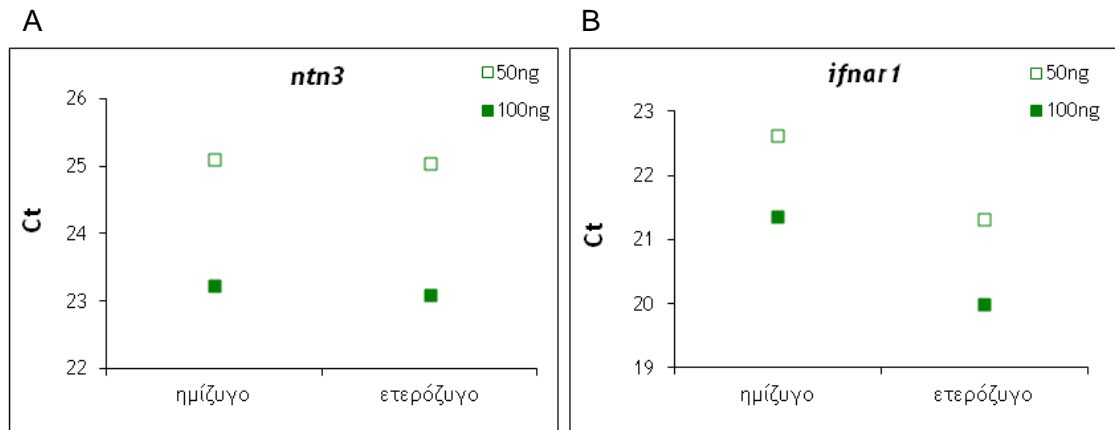 A
ntn3
50ng
100ng
26
25
24
23
22
Ct
ημίζυγο
ετερόζυγο
B
ifnar1
50ng
100ng
23
22
21
20
19
Ct
ημίζυγο
ετερόζυγο